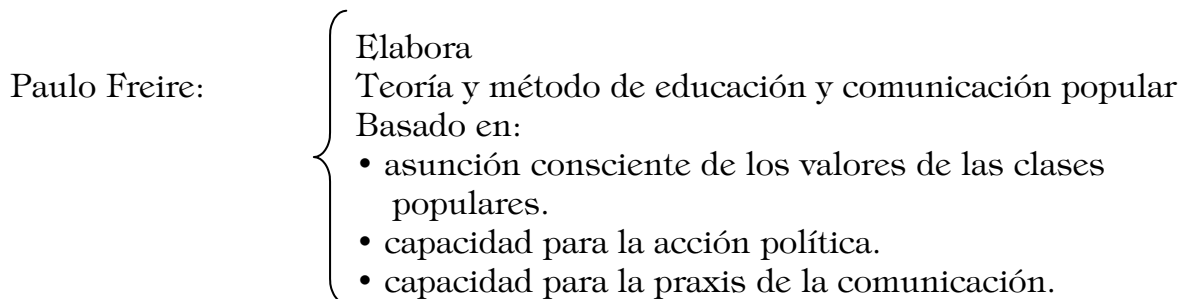 Elabora
Paulo Freire: Teoría y método de educación y comunicación popular
Basado en:
• asunción consciente de los valores de las clases
populares.
• capacidad para la acción política.
• capacidad para la praxis de la comunicación.